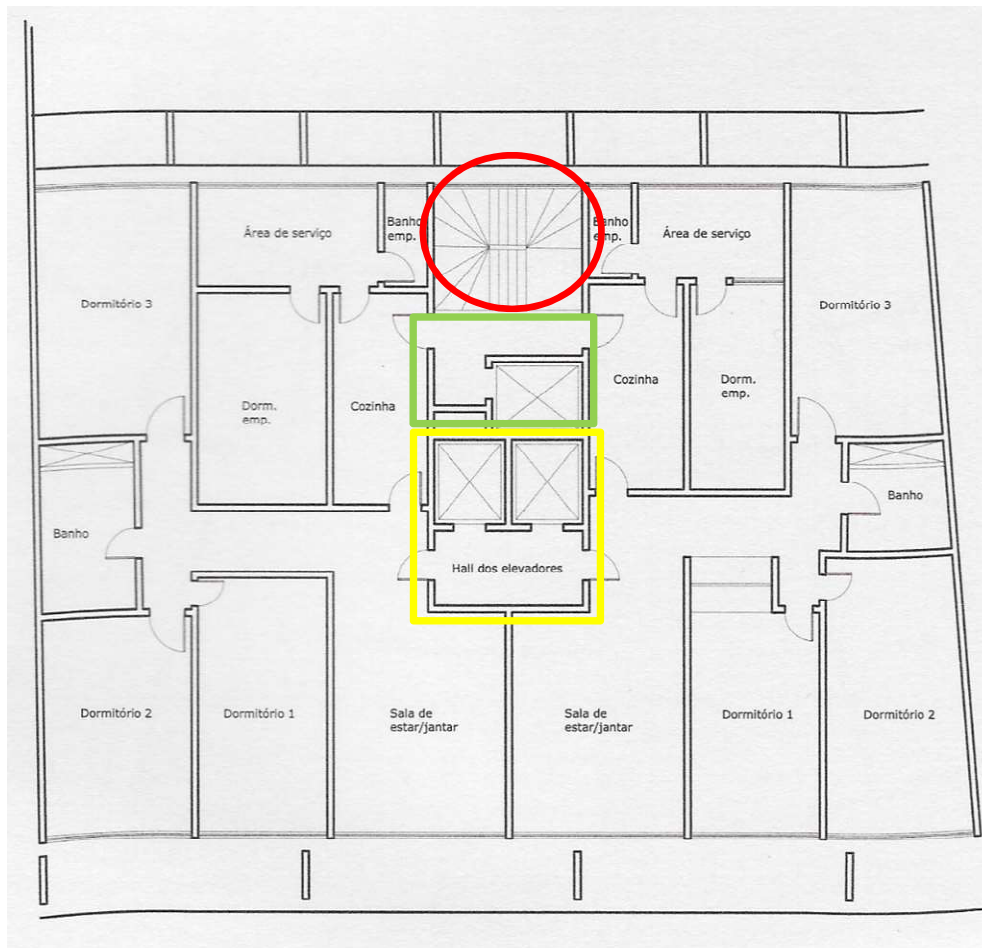 Área de serviço
Banho
emp.
Banho
emp.
Área de serviço
Dormitório 3
Dormitório 3
Dorm.
emp.
Cozinha
Cozinha
Dorm.
emp.
Banho
Banho
Hall dos elevadores
Dormitório 2
Dormitório 1
Sala de
estar/jantar
Sala de
estar/jantar
Dormitório 1
Dormitório 2